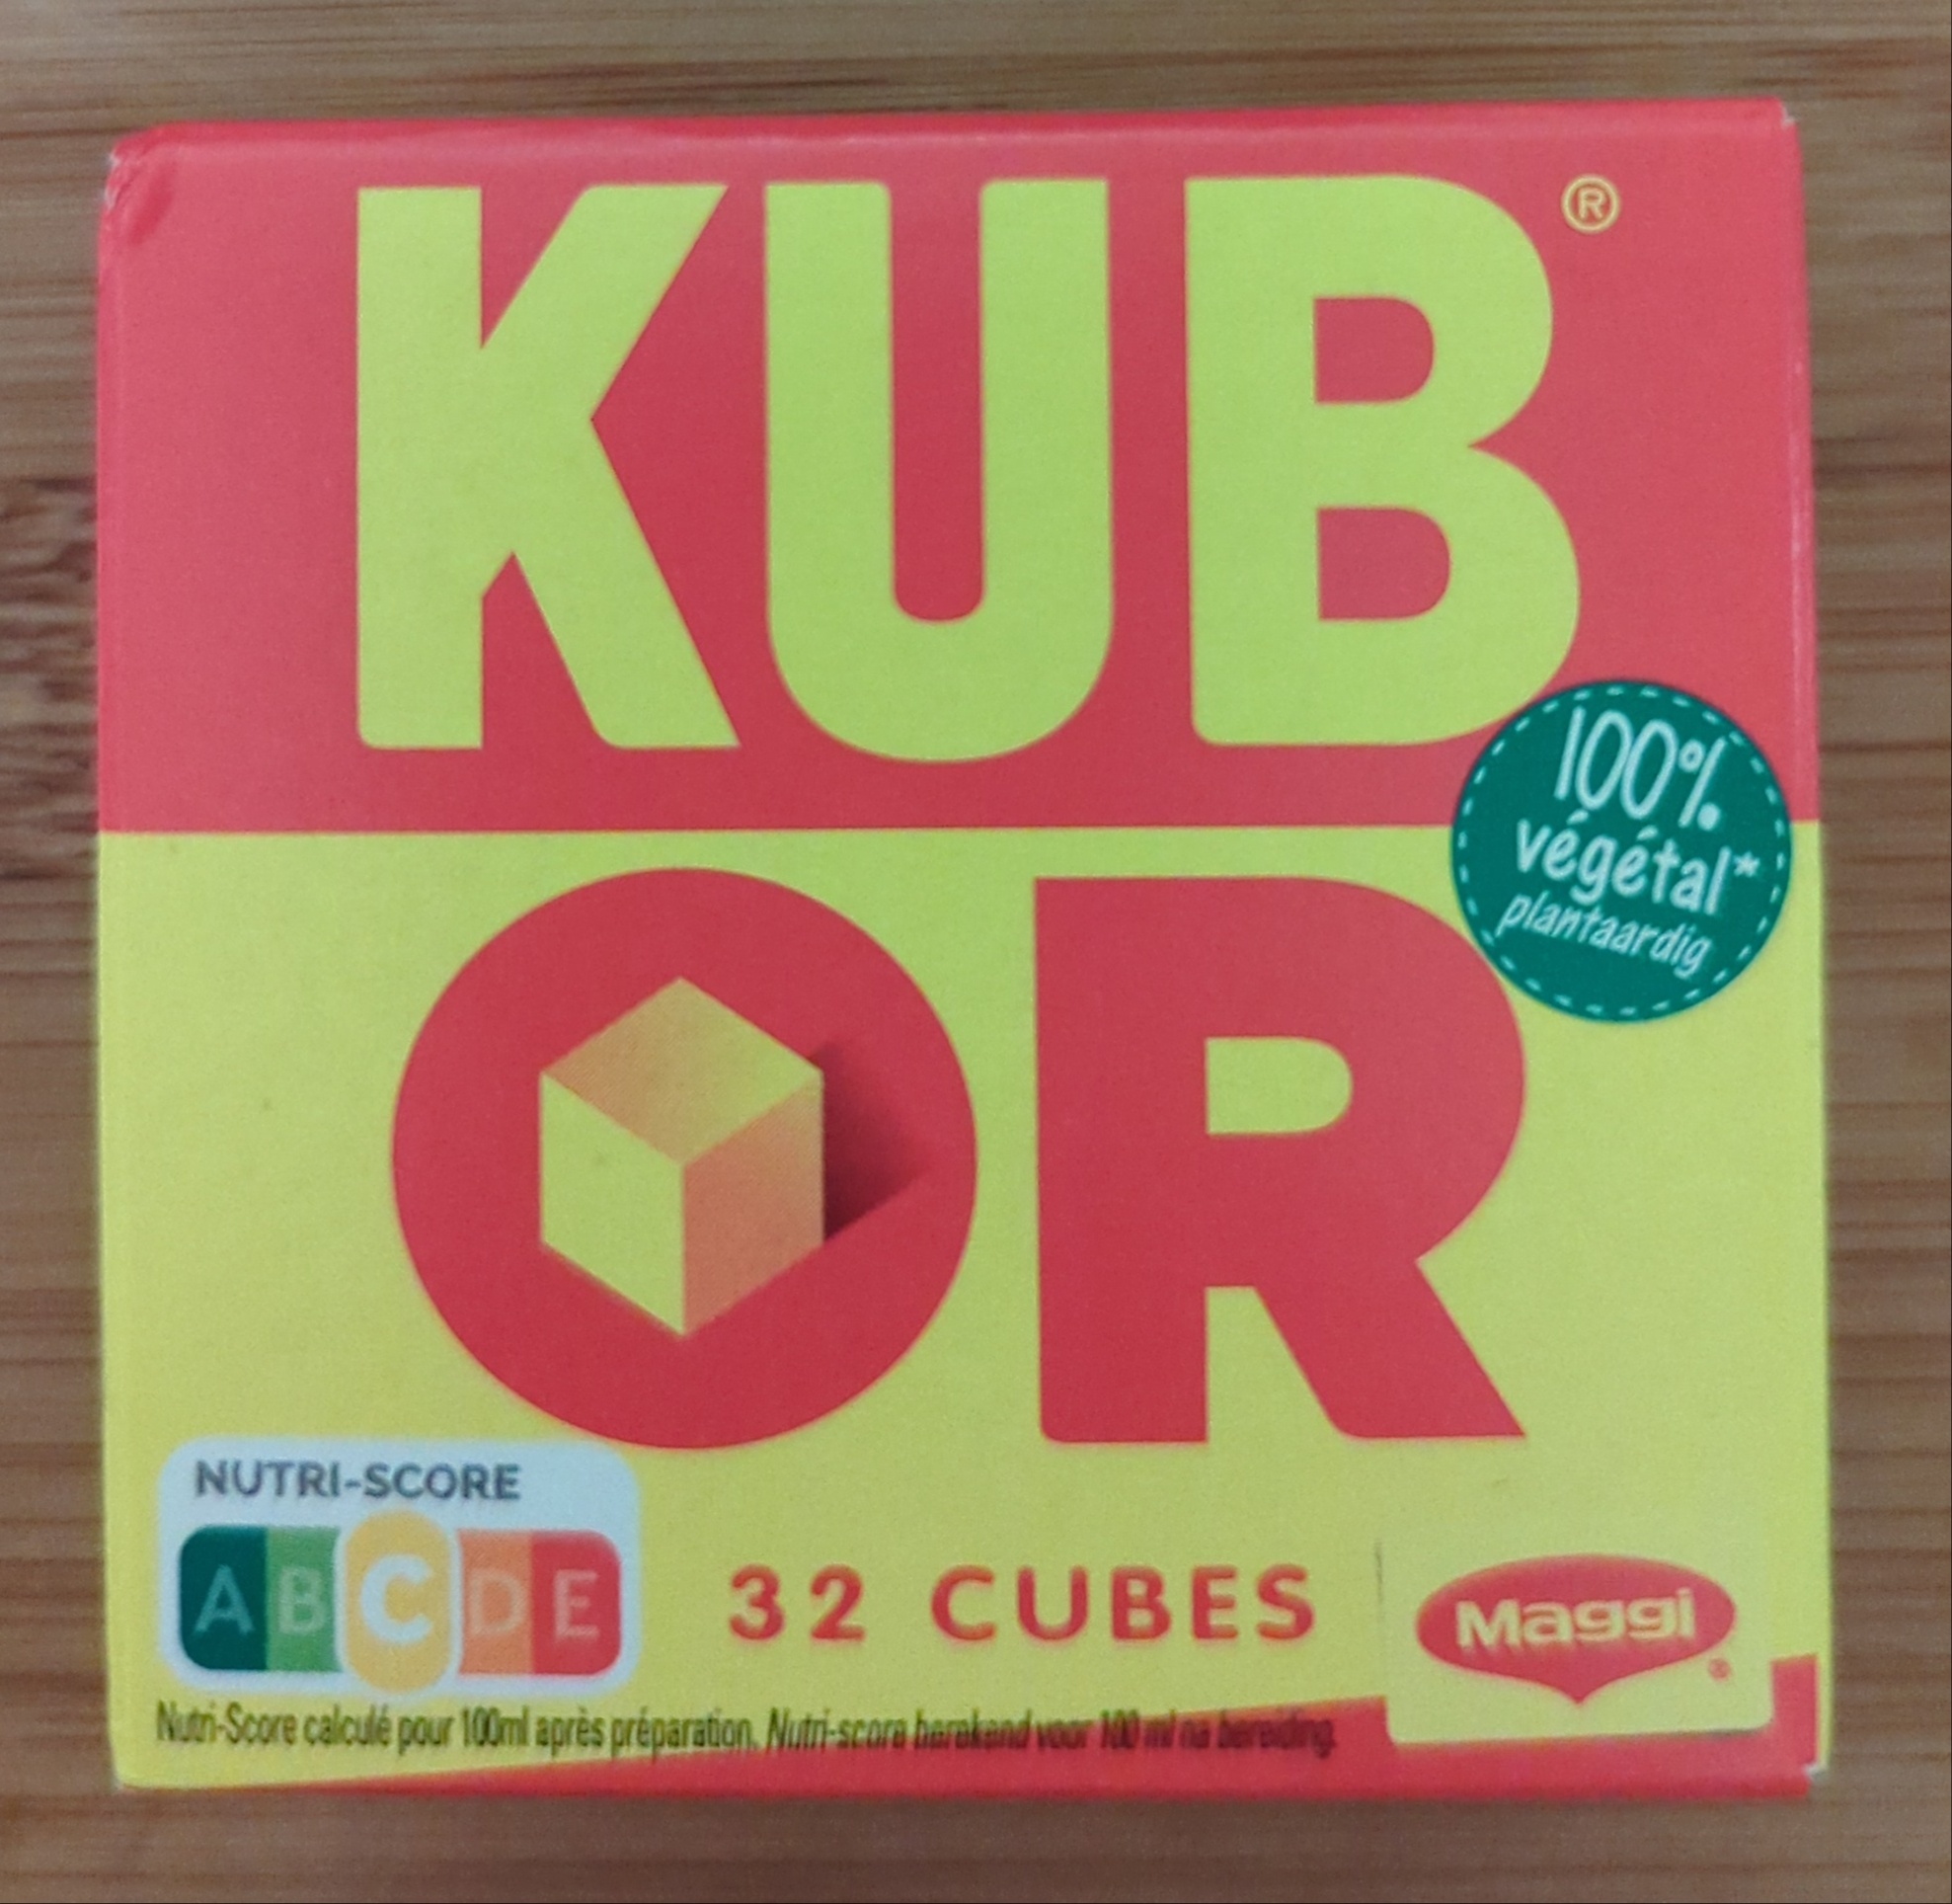 KUB®
100%
végétal*
plantaardig
OR
NUTRI-SCORE
A B C D E
32 CUBES
Maggi®
Nutri-Score calculé pour 100ml après préparation. Nutri-score berekend voor 100 ml na bereiding.